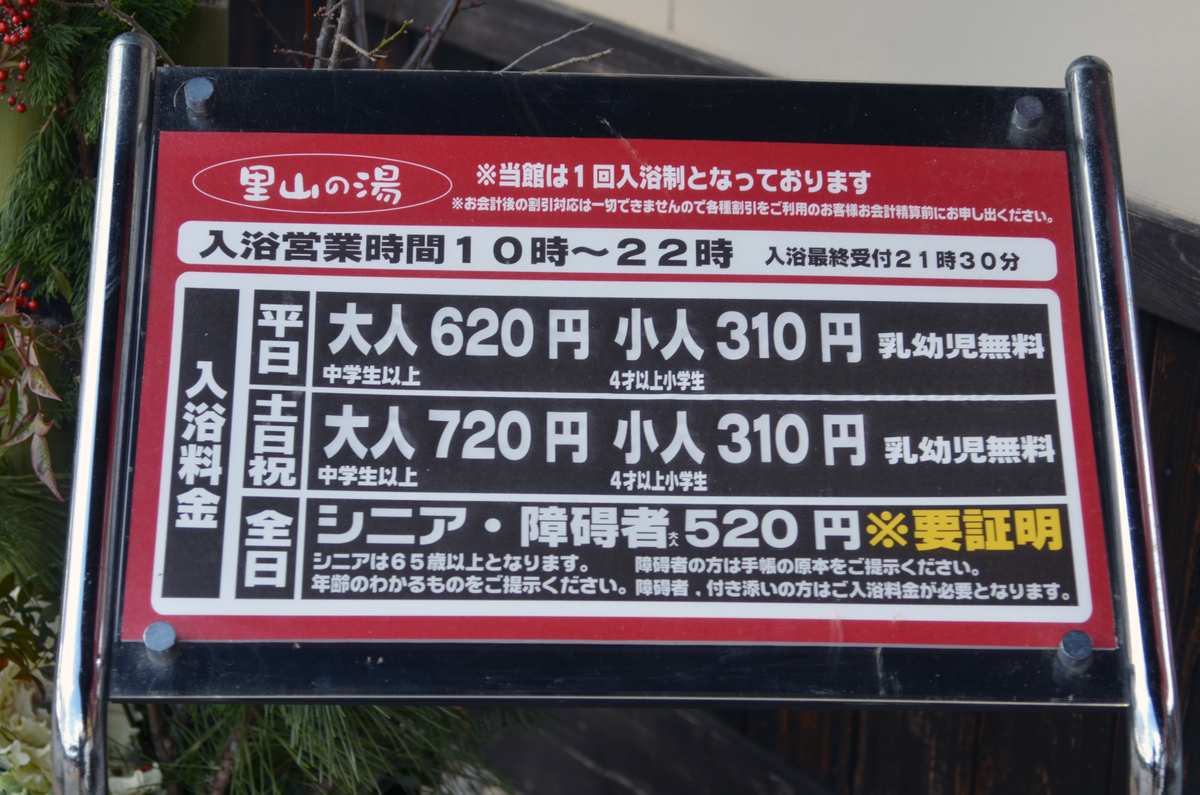 里山の湯
※当館は1回入浴制となっております
※お会計後の割引対応は一切できませんので各種割引をご利用のお客様お会計精算前にお申し出ください。
入浴営業時間10時～22時 入浴最終受付21時30分
入浴料金
平日
大人620円 小人310円 乳幼児無料
中学生以上 4才以上小学生
土日祝
大人720円 小人310円 乳幼児無料
中学生以上 4才以上小学生
全日
シニア・障碍者大人520円※要証明
シニアは65歳以上となります。 障碍者の方は手帳の原本をご提示ください。
年齢のわかるものをご提示ください。障碍者，付き添いの方はご入浴料金が必要となります。